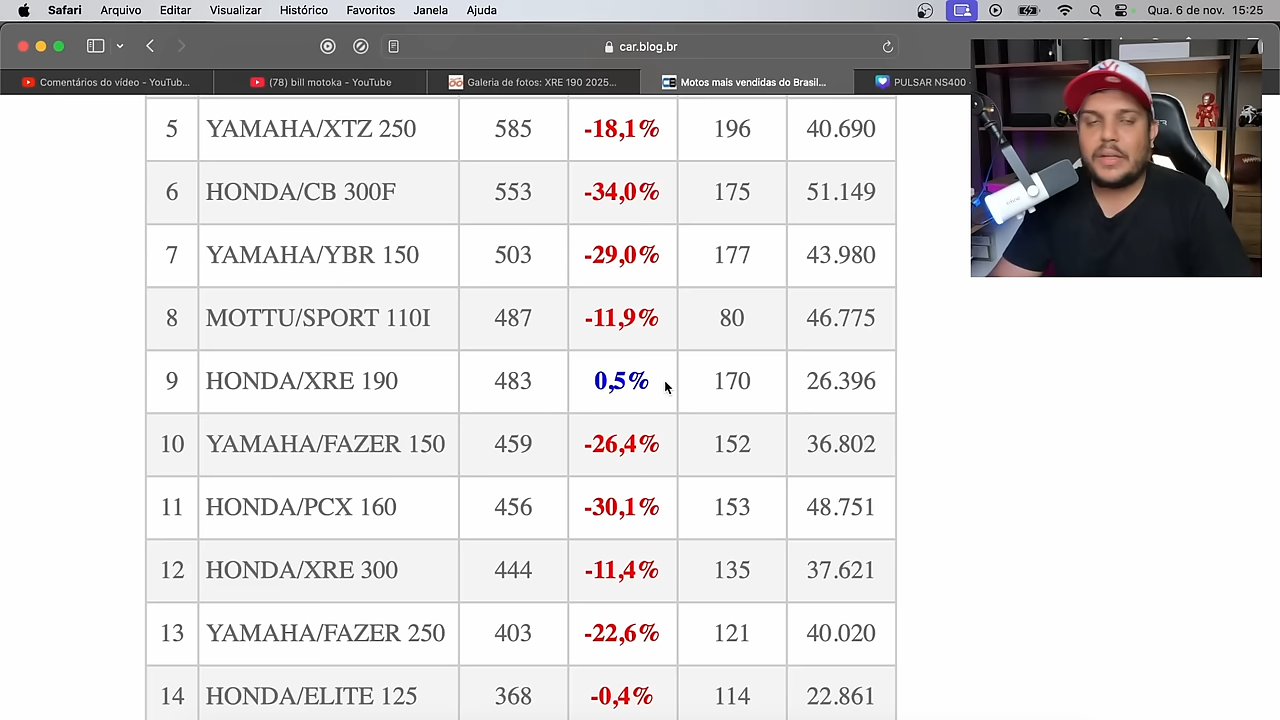 Safari Arquivo Editar Visualizar Histórico Favoritos Janela Ajuda Qua. 6 de nov. 15:25
car.blog.br
Comentários do vídeo - YouTub... (78) bill motoka - YouTube Galeria de fotos: XRE 190 2025... Motos mais vendidas do Brasil... PULSAR NS400
5 YAMAHA/XTZ 250 585 -18,1% 196 40.690
6 HONDA/CB 300F 553 -34,0% 175 51.149
7 YAMAHA/YBR 150 503 -29,0% 177 43.980
8 MOTTU/SPORT 110I 487 -11,9% 80 46.775
9 HONDA/XRE 190 483 0,5% 170 26.396
10 YAMAHA/FAZER 150 459 -26,4% 152 36.802
11 HONDA/PCX 160 456 -30,1% 153 48.751
12 HONDA/XRE 300 444 -11,4% 135 37.621
13 YAMAHA/FAZER 250 403 -22,6% 121 40.020
14 HONDA/ELITE 125 368 -0,4% 114 22.861